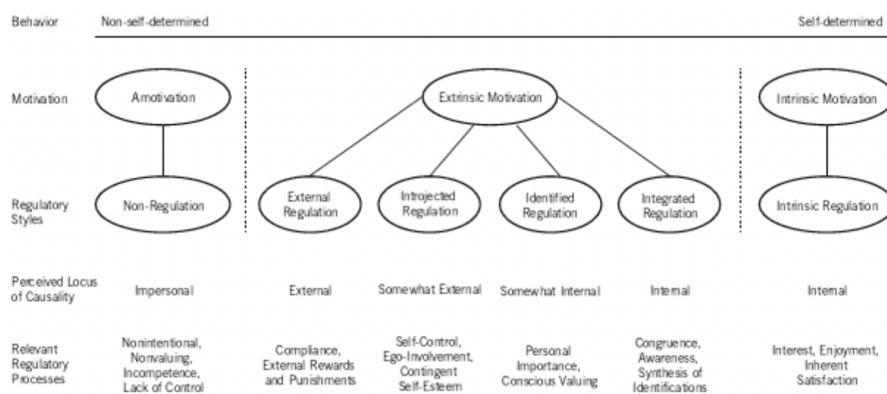 Behavior Non-self-determined Self-determined
Motivation Amotivation Extrinsic Motivation Intrinsic Motivation
Regulatory
Styles
Non-Regulation
External
Regulation
Introjected
Regulation
Identified
Regulation
Integrated
Regulation
Intrinsic Regulation
Perceived Locus
of Causality
Impersonal External Somewhat External Somewhat Internal Internal Internal
Relevant
Regulatory
Processes
Nonintentional,
Nonvaluing,
Incompetence,
Lack of Control
Compliance,
External Rewards
and Punishments
Self-Control,
Ego-Involvement,
Contingent
Self-Esteem
Personal
Importance,
Conscious Valuing
Congruence,
Awareness,
Synthesis of
Identifications
Interest, Enjoyment,
Inherent
Satisfaction